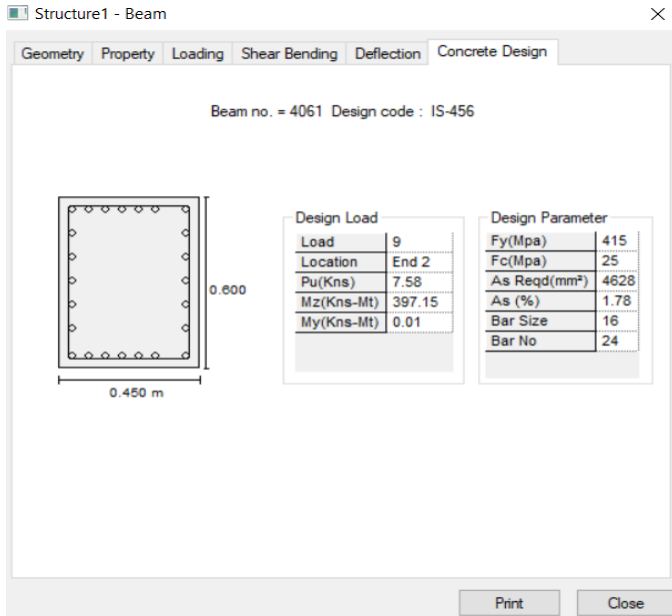 Structure1 - Beam
Geometry Property Loading Shear Bending Deflection Concrete Design
Beam no. = 4061 Design code : IS-456
0.600
0.450 m
Design Load
Load 9
Location End 2
Pu(Kns) 7.58
Mz(Kns-Mt) 397.15
My(Kns-Mt) 0.01
Design Parameter
Fy(Mpa) 415
Fc(Mpa) 25
As Reqd(mm²) 4628
As (%) 1.78
Bar Size 16
Bar No 24
Print Close